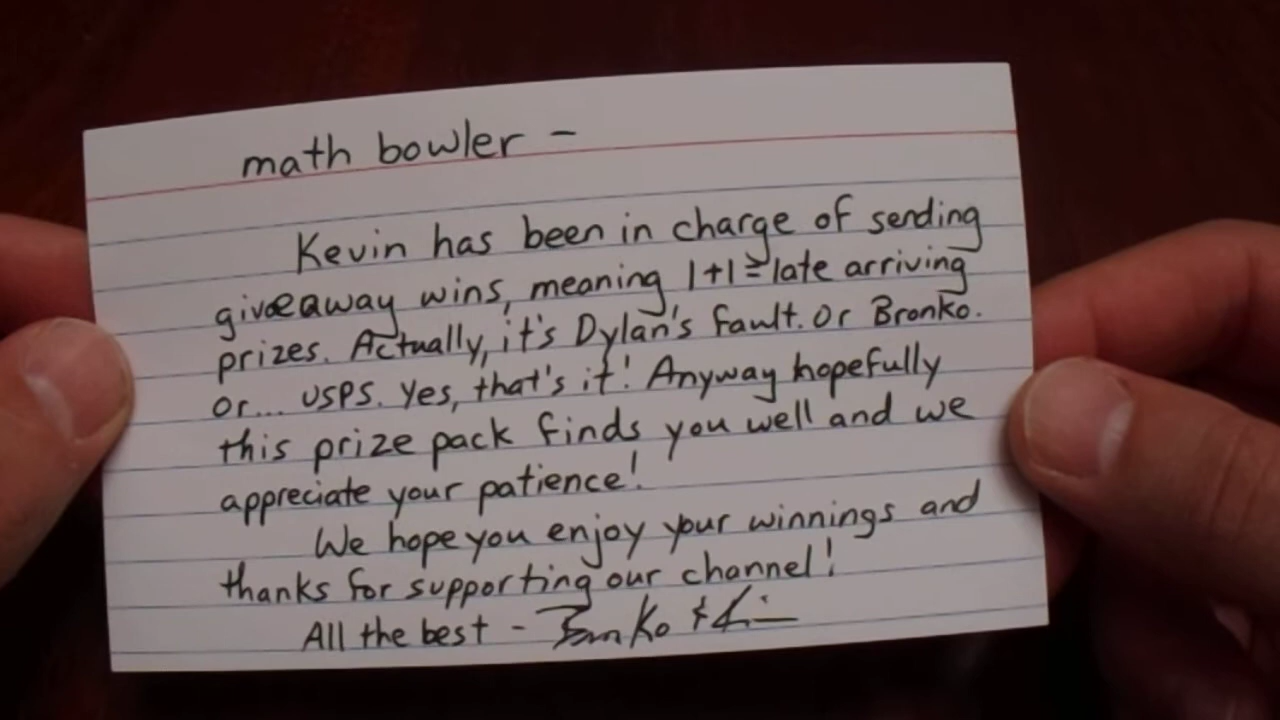 math bowler -
Kevin has been in charge of sending
giveaway wins, meaning 1+1 = late arriving
prizes. Actually, it's Dylan's fault. Or Bronko.
Or... USPS. Yes, that's it! Anyway hopefully
this prize pack finds you well and we
appreciate your patience!
We hope you enjoy your winnings and
thanks for supporting our channel!
All the best -